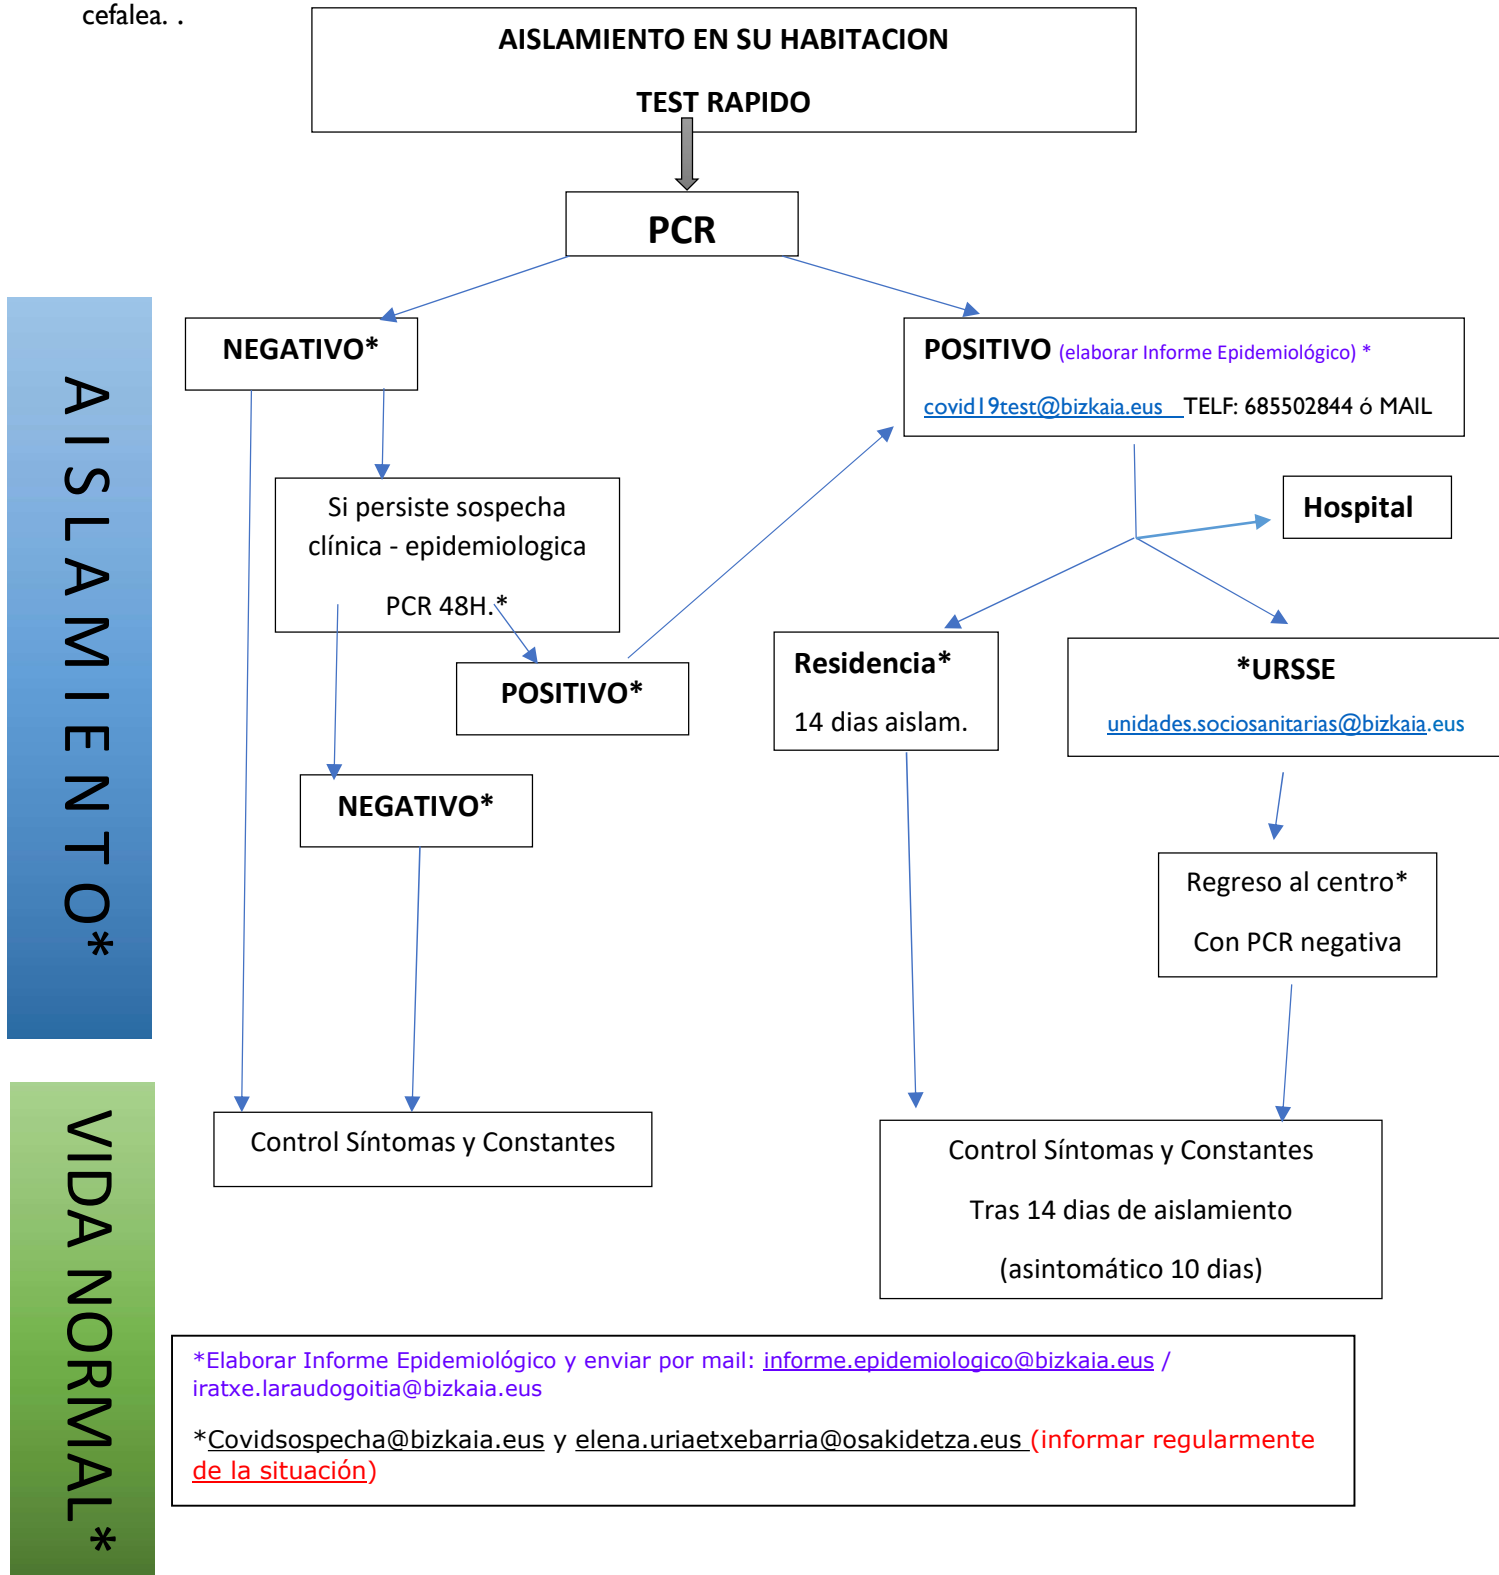 cefalea. .
AISLAMIENTO EN SU HABITACION
TEST RAPIDO
PCR
NEGATIVO*
POSITIVO (elaborar Informe Epidemiológico) *
covid19test@bizkaia.eus TELF: 685502844 ó MAIL
Si persiste sospecha
clínica - epidemiologica
PCR 48H.*
Hospital
POSITIVO*
Residencia*
14 dias aislam.
*URSSE
unidades.sociosanitarias@bizkaia.eus
NEGATIVO*
Regreso al centro*
Con PCR negativa
AISLAMIENTO*
Control Síntomas y Constantes
Control Síntomas y Constantes
Tras 14 dias de aislamiento
(asintomático 10 dias)
VIDA NORMAL*
*Elaborar Informe Epidemiológico y enviar por mail: informe.epidemiologico@bizkaia.eus /
iratxe.laraudogoitia@bizkaia.eus
*Covidsospecha@bizkaia.eus y elena.uriaetxebarria@osakidetza.eus (informar regularmente
de la situación)